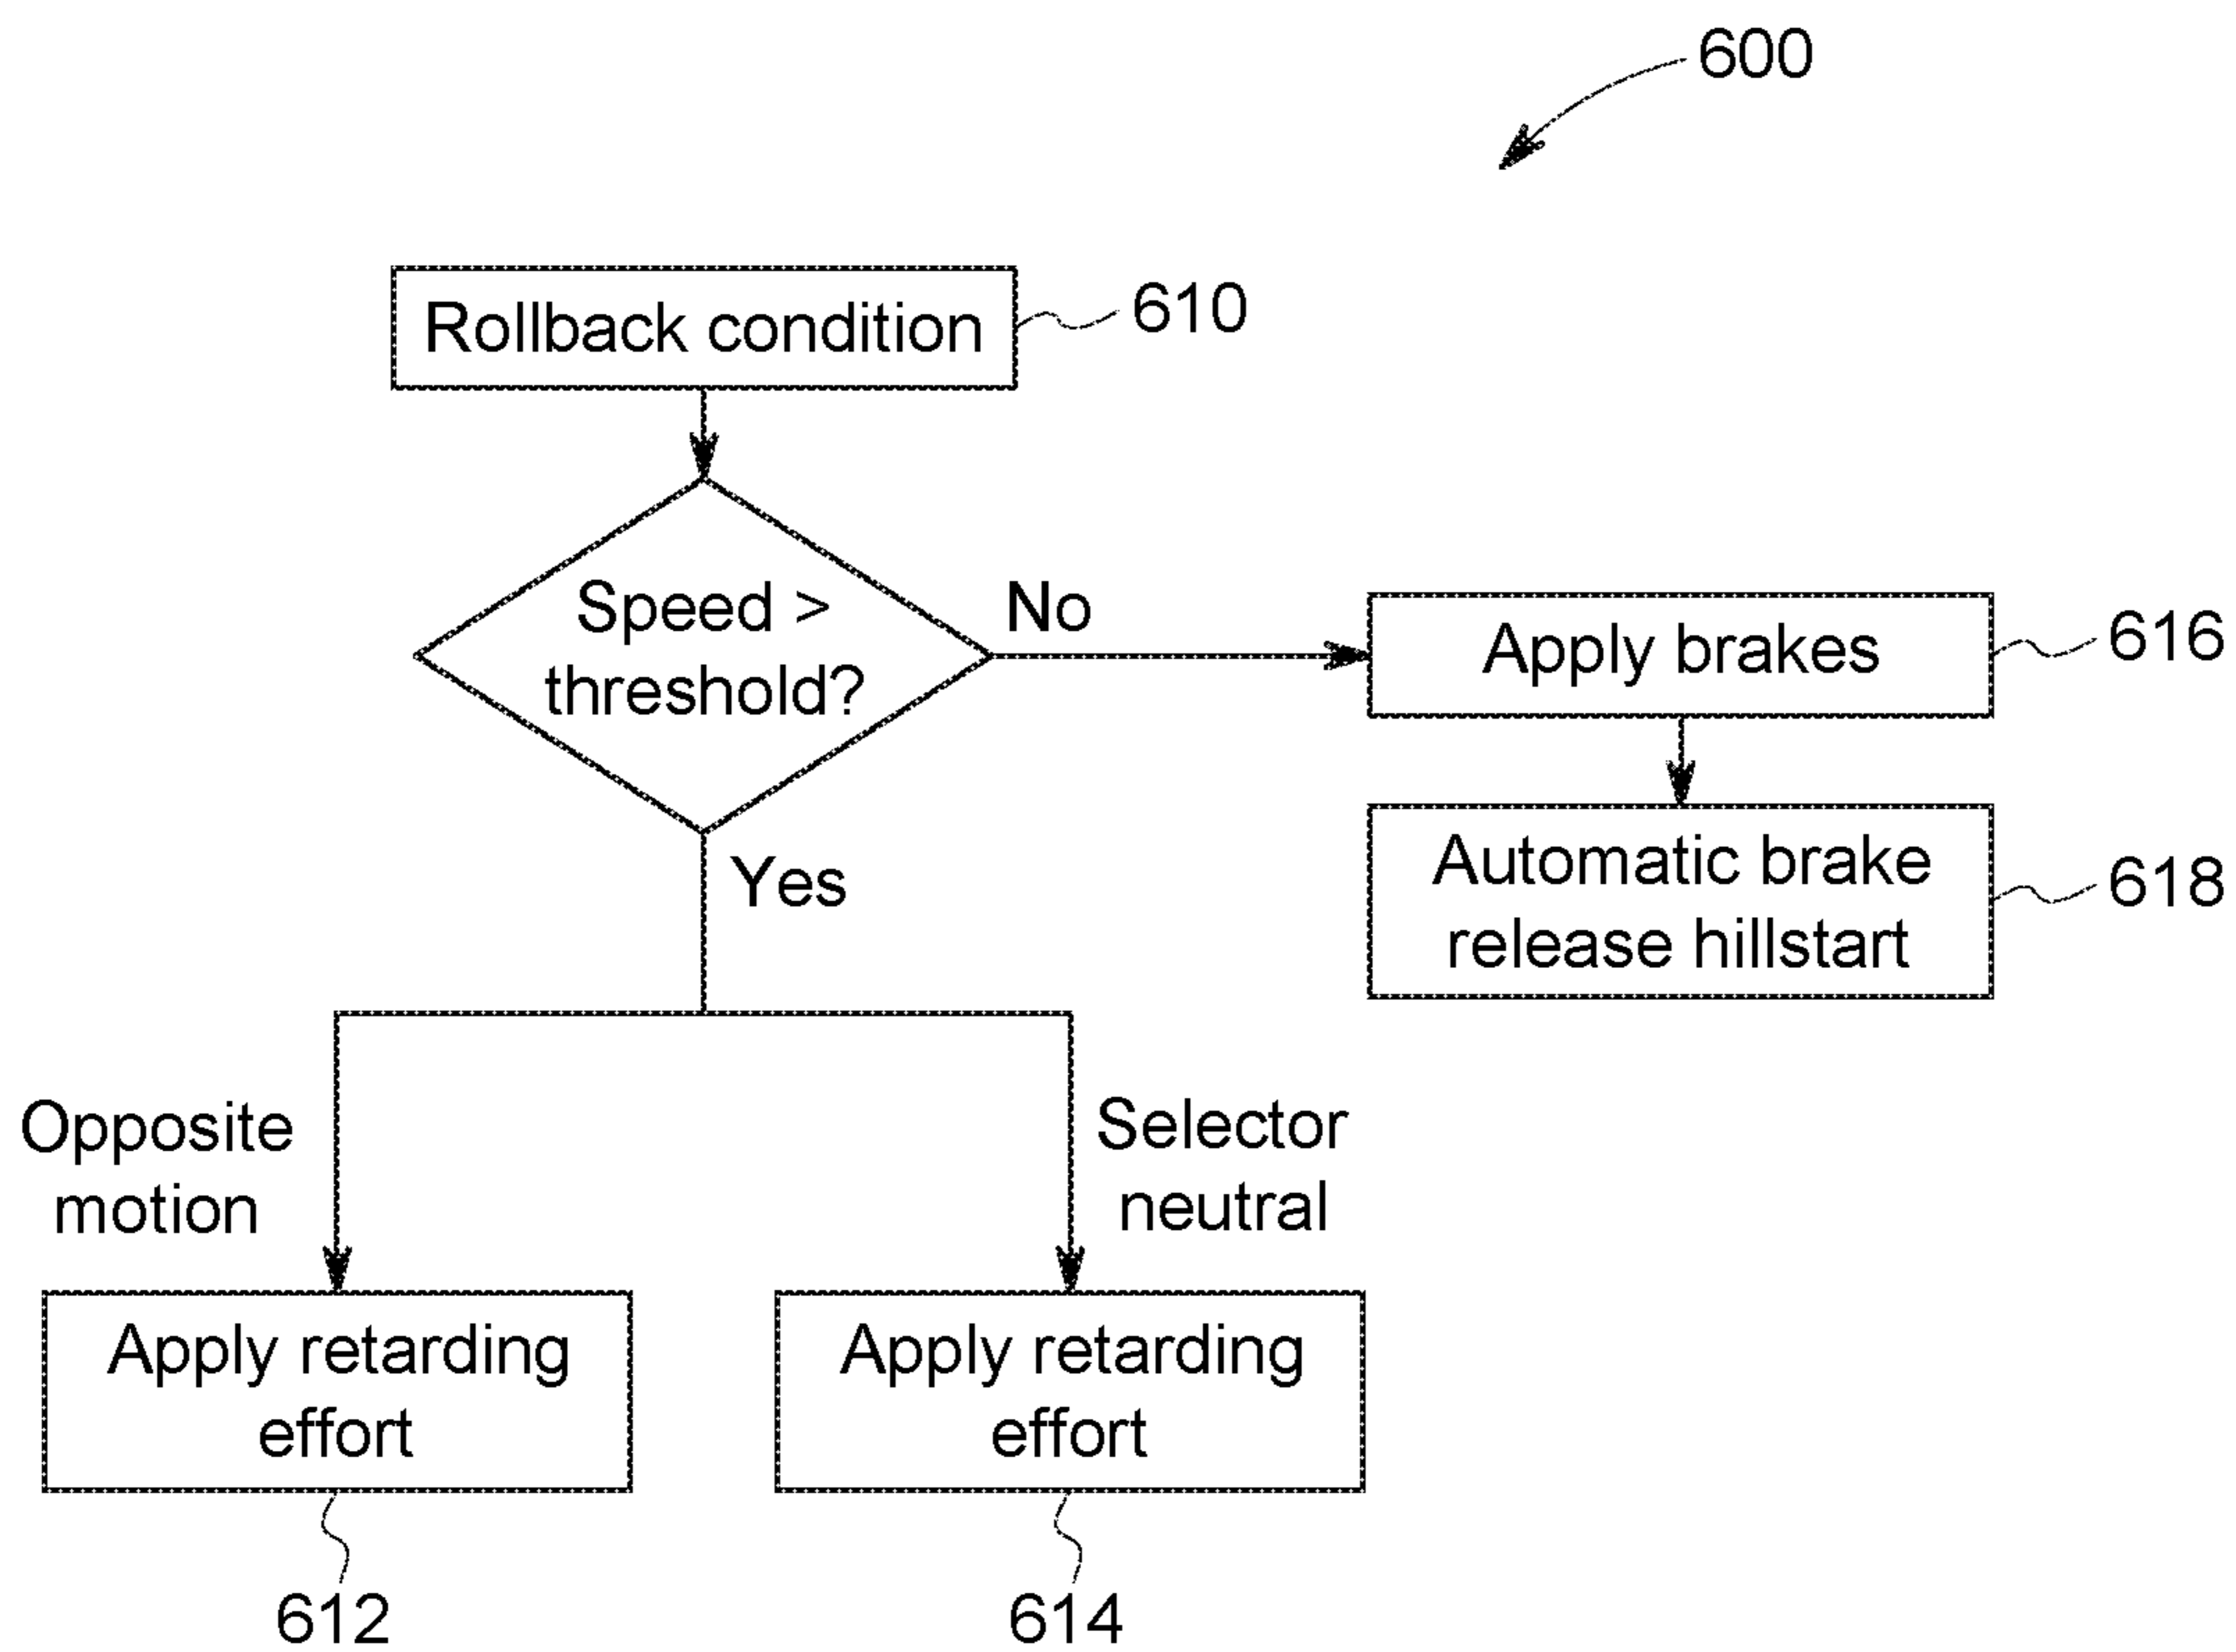 600
Rollback condition
610
Speed >
threshold?
No
Apply brakes
616
Yes
Automatic brake
release hillstart
618
Opposite
motion
Selector
neutral
Apply retarding
effort
Apply retarding
effort
612
614